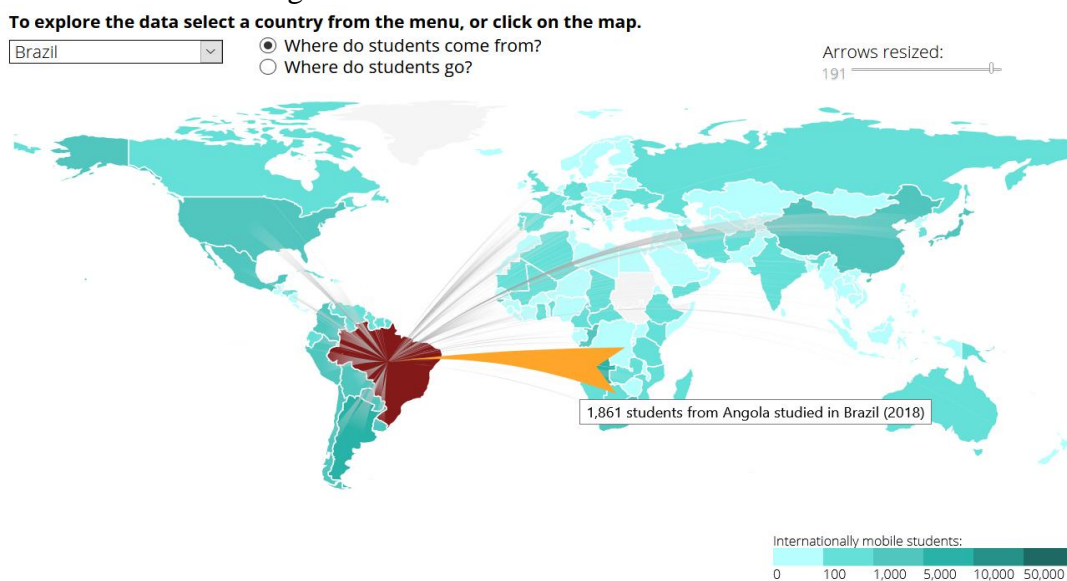 To explore the data select a country from the menu, or click on the map.
Brazil
Where do students come from?
Where do students go?
Arrows resized:
191
1,861 students from Angola studied in Brazil (2018)
Internationally mobile students:
0 100 1,000 5,000 10,000 50,000